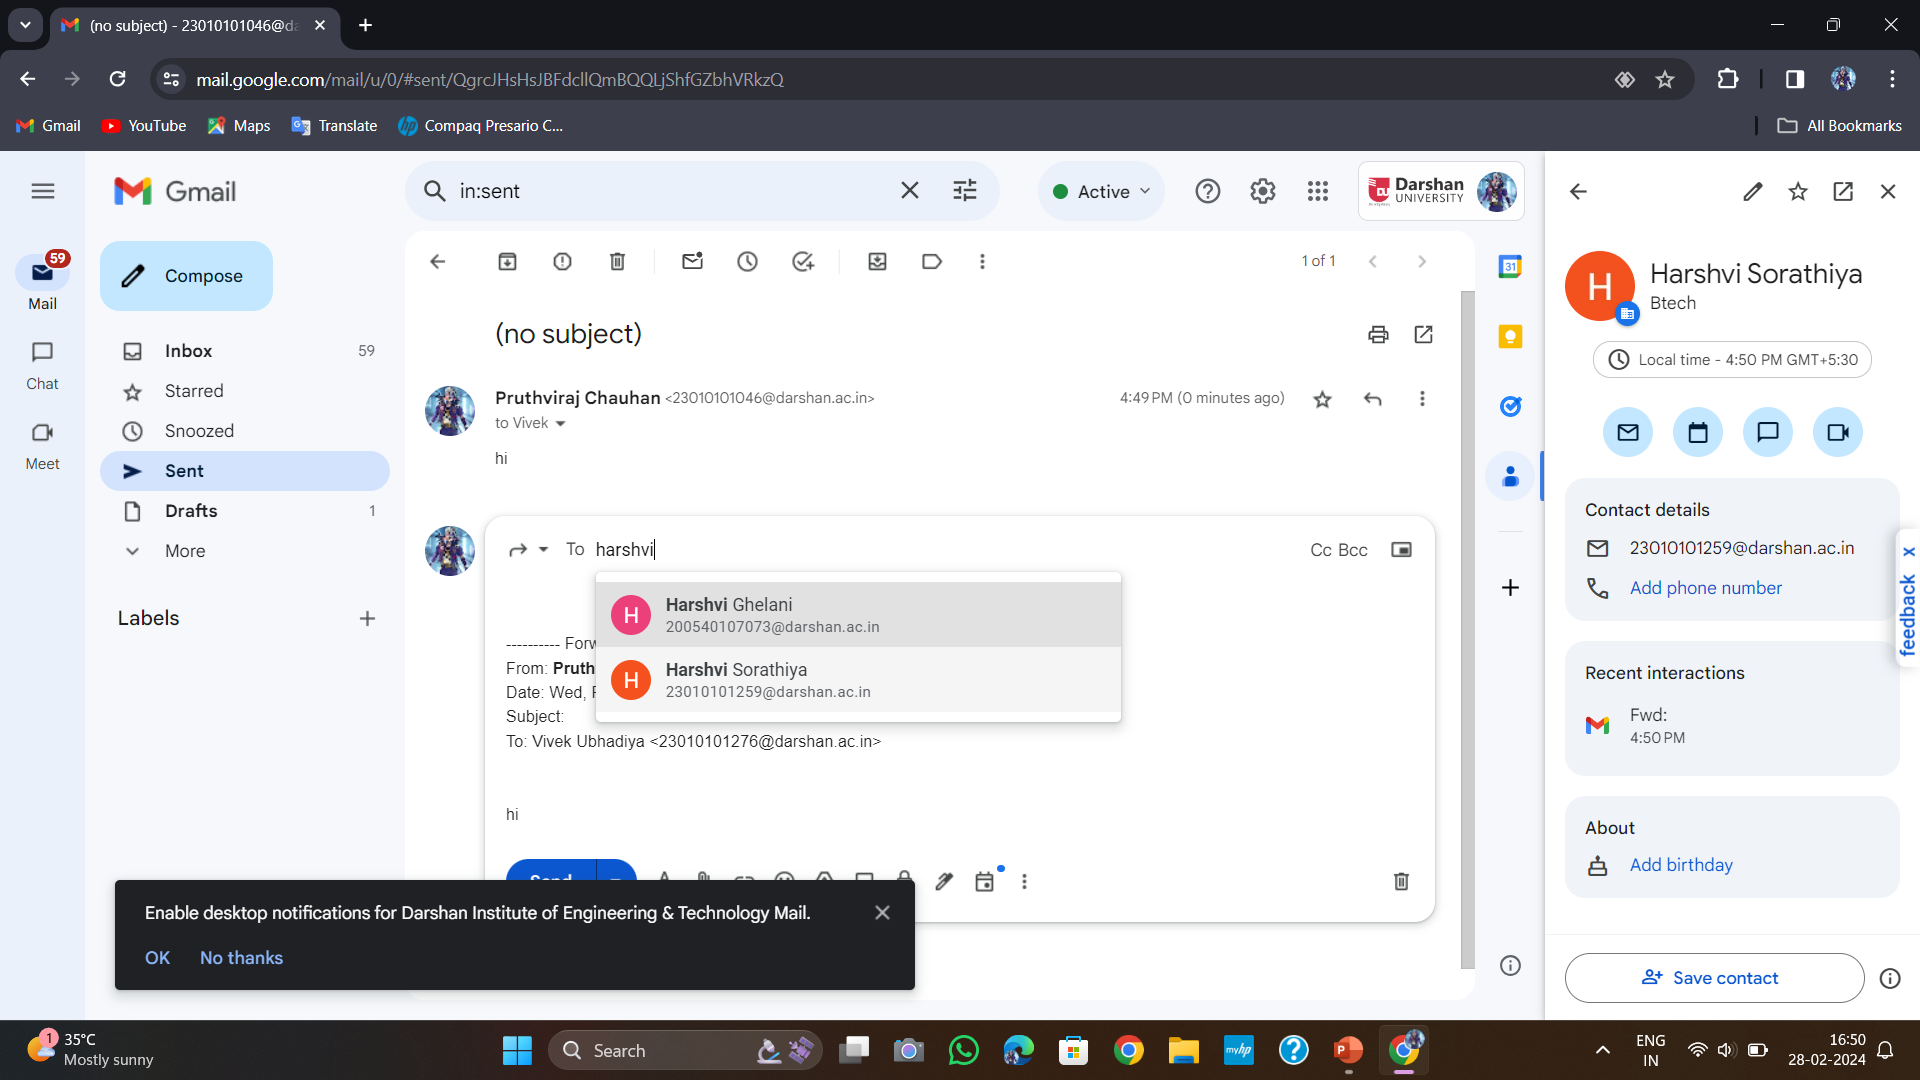 (no subject) - 23010101046@da
mail.google.com/mail/u/0/#sent/QgrcJHsHsJBFdcllQmBQQLjShfGZbhVRkzQ
Gmail
YouTube
Maps
Translate
Compaq Presario C...
All Bookmarks
Gmail
in:sent
Active
Darshan
UNIVERSITY
59
Mail
Chat
Meet
Compose
Inbox 59
Starred
Snoozed
Sent
Drafts 1
More
Labels
1 of 1
(no subject)
Pruthviraj Chauhan <23010101046@darshan.ac.in>
4:49 PM (0 minutes ago)
to Vivek
hi
To harshvi
Cc Bcc
H
Harshvi Ghelani
200540107073@darshan.ac.in
H
Harshvi Sorathiya
23010101259@darshan.ac.in
---------- Forw
From: Pruth
Date: Wed, F
Subject:
To: Vivek Ubhadiya <23010101276@darshan.ac.in>
hi
Send
Enable desktop notifications for Darshan Institute of Engineering & Technology Mail.
OK
No thanks
31
H
Harshvi Sorathiya
Btech
Local time - 4:50 PM GMT+5:30
Contact details
23010101259@darshan.ac.in
Add phone number
Recent interactions
Fwd:
4:50 PM
About
Add birthday
Save contact
feedback x
1
35°C
Mostly sunny
Search
myhp
P
ENG
IN
16:50
28-02-2024